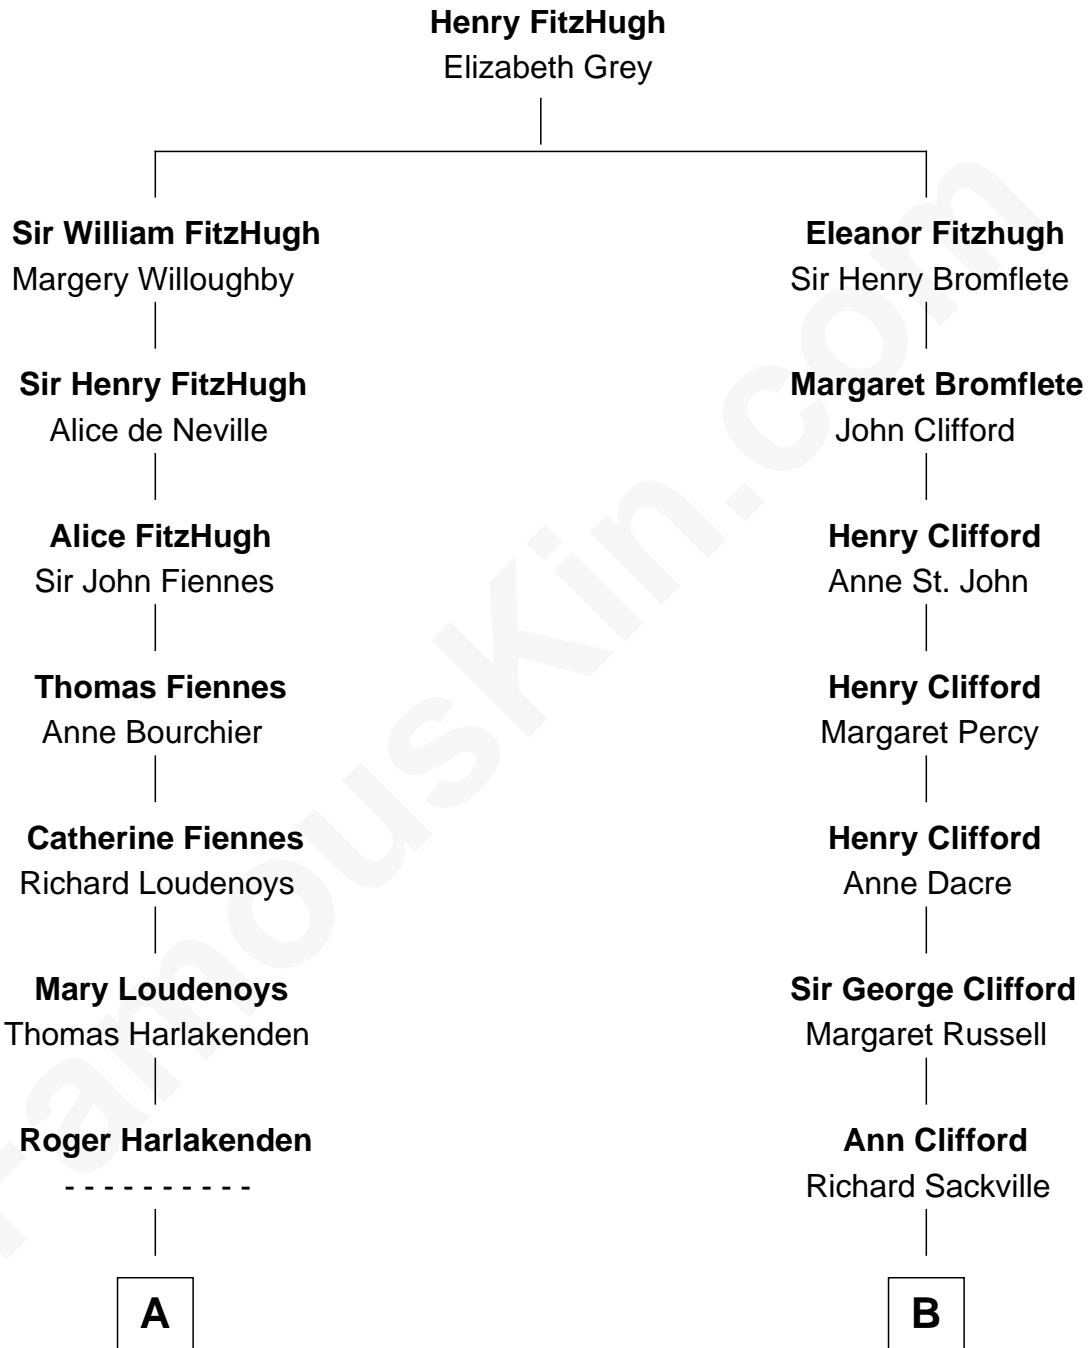 Henry FitzHugh
Elizabeth Grey
Sir William FitzHugh
Margery Willoughby
Sir Henry FitzHugh
Alice de Neville
Alice FitzHugh
Sir John Fiennes
Thomas Fiennes
Anne Bourchier
Catherine Fiennes
Richard Loudenoys
Mary Loudenoys
Thomas Harlakenden
Roger Harlakenden
- - - - - - - - - -
A
Eleanor Fitzhugh
Sir Henry Bromflete
Margaret Bromflete
John Clifford
Henry Clifford
Anne St. John
Henry Clifford
Margaret Percy
Henry Clifford
Anne Dacre
Sir George Clifford
Margaret Russell
Ann Clifford
Richard Sackville
B
FamousKin.com